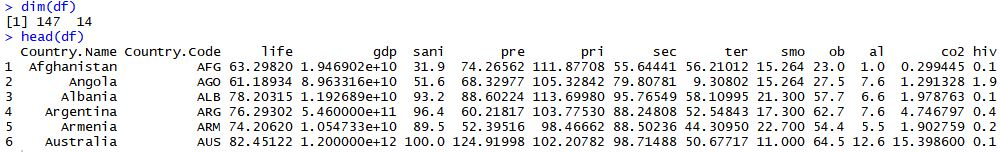 > dim(df)
[1] 147 14
> head(df)
Country.Name Country.Code life gdp sani pre pri sec ter smo ob al co2 hiv
1 Afghanistan AFG 63.29820 1.946902e+10 31.9 74.26562 111.87708 55.64441 56.21012 15.264 23.0 1.0 0.299445 0.1
2 Angola AGO 61.18934 8.963316e+10 51.6 68.32977 105.32842 79.80781 9.30802 15.264 27.5 7.6 1.291328 1.9
3 Albania ALB 78.20315 1.192689e+10 93.2 88.60224 113.69980 95.76549 58.10995 21.300 57.7 6.6 1.978763 0.1
4 Argentina ARG 76.29302 5.460000e+11 96.4 60.21817 103.77530 88.24808 52.54843 17.300 62.7 7.6 4.746797 0.4
5 Armenia ARM 74.20620 1.054733e+10 89.5 52.39516 98.46662 88.50236 44.30950 22.700 54.4 5.5 1.902759 0.2
6 Australia AUS 82.45122 1.200000e+12 100.0 124.91998 102.20782 98.71488 50.67717 11.000 64.5 12.6 15.398600 0.1